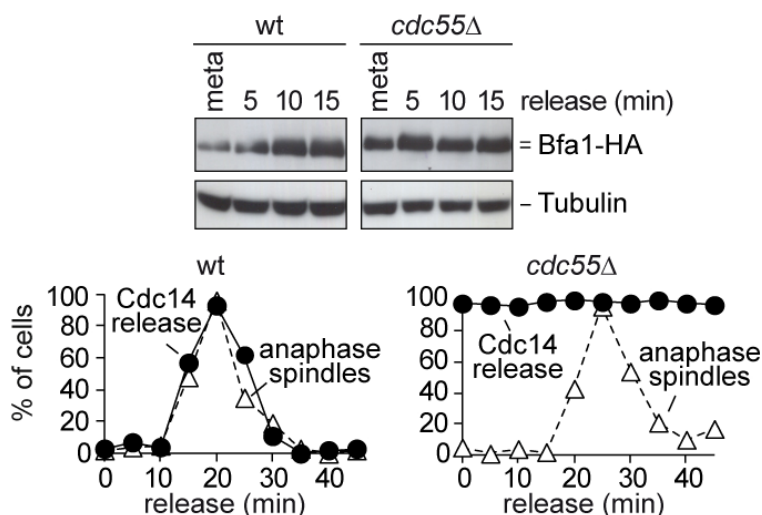 wt cdc55Δ
meta 5 10 15 meta 5 10 15 release (min)
= Bfa1-HA
- Tubulin
wt
% of cells
100
80
60
40
20
0
Cdc14
release
anaphase
spindles
0 10 20 30 40
release (min)
cdc55Δ
100
80
60
40
20
0
Cdc14
release
anaphase
spindles
0 10 20 30 40
release (min)